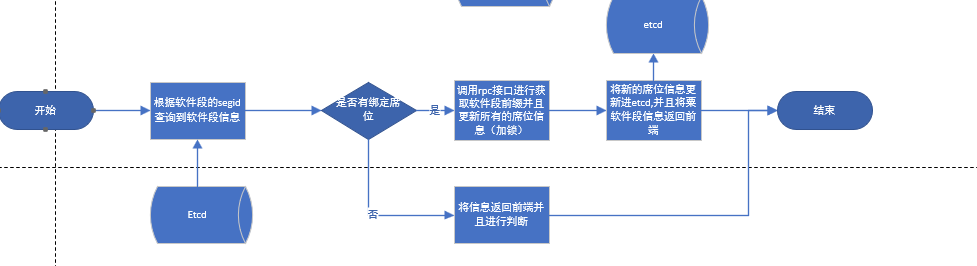 etcd
开始
根据软件段的segid
查询到软件段信息
是否有绑定席
位
是
调用rpc接口进行获
取软件段前缀并且
更新所有的席位信
息（加锁）
将新的席位信息更
新进etcd,并且将栗
软件段信息返回前
端
结束
Etcd
否
将信息返回前端并
且进行判断